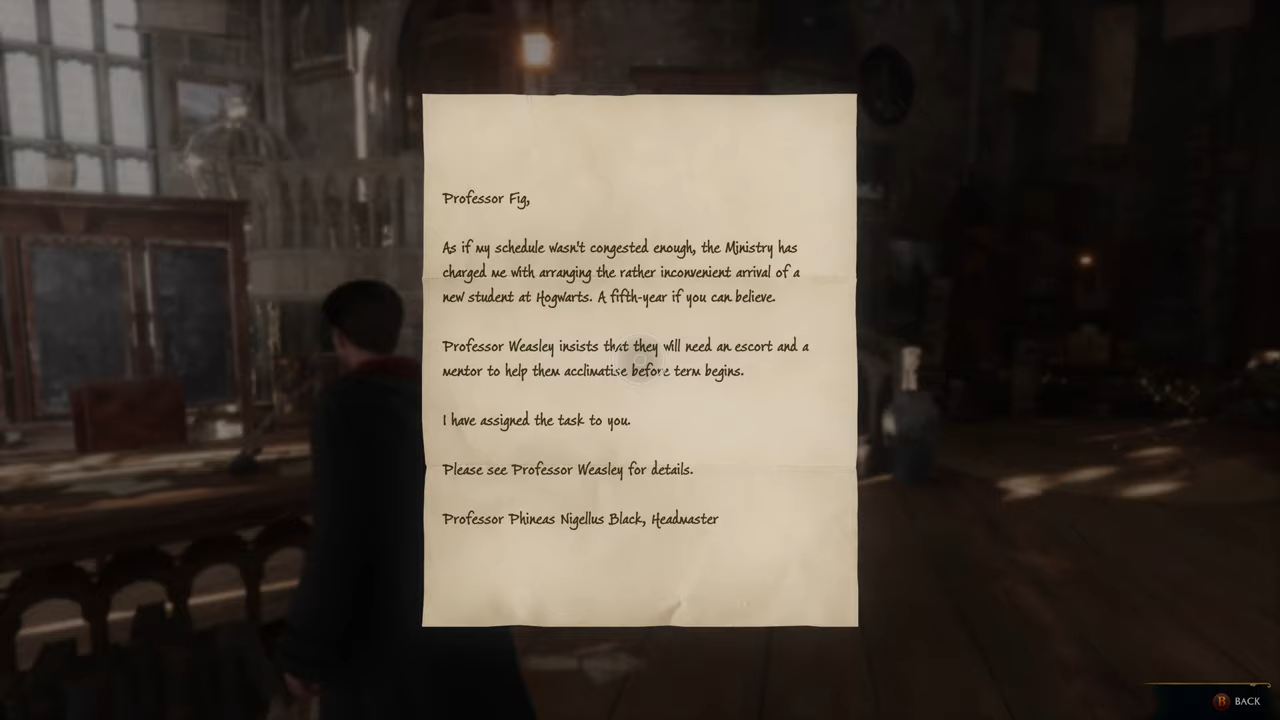 Professor Fig,
As if my schedule wasn't congested enough, the Ministry has
charged me with arranging the rather inconvenient arrival of a
new student at Hogwarts. A fifth-year if you can believe.
Professor Weasley insists that they will need an escort and a
mentor to help them acclimatise before term begins.
I have assigned the task to you.
Please see Professor Weasley for details.
Professor Phineas Nigellus Black, Headmaster
B BACK